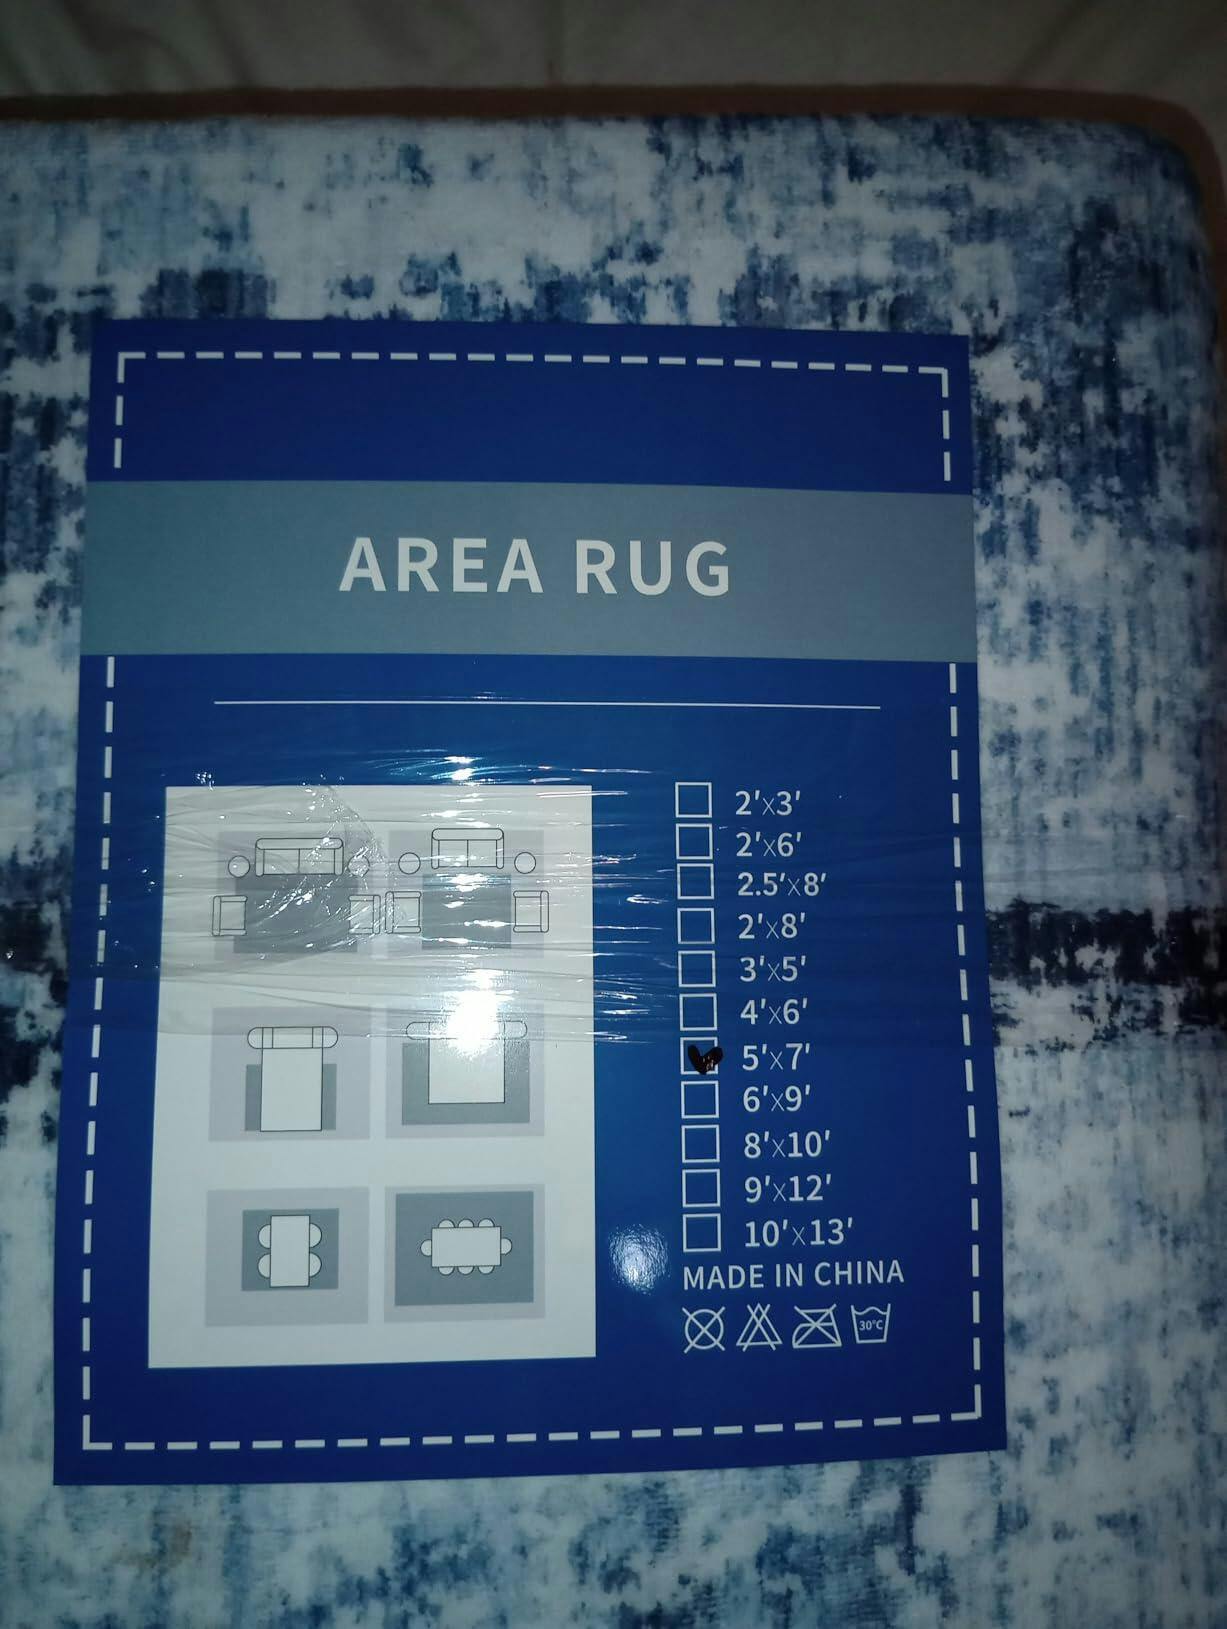 AREA RUG
2'x3'
2'x6'
2.5'x8'
2'x8'
3'x5'
4'x6'
5'x7'
6'x9'
8'x10'
9'x12'
10'x13'
MADE IN CHINA
30°C